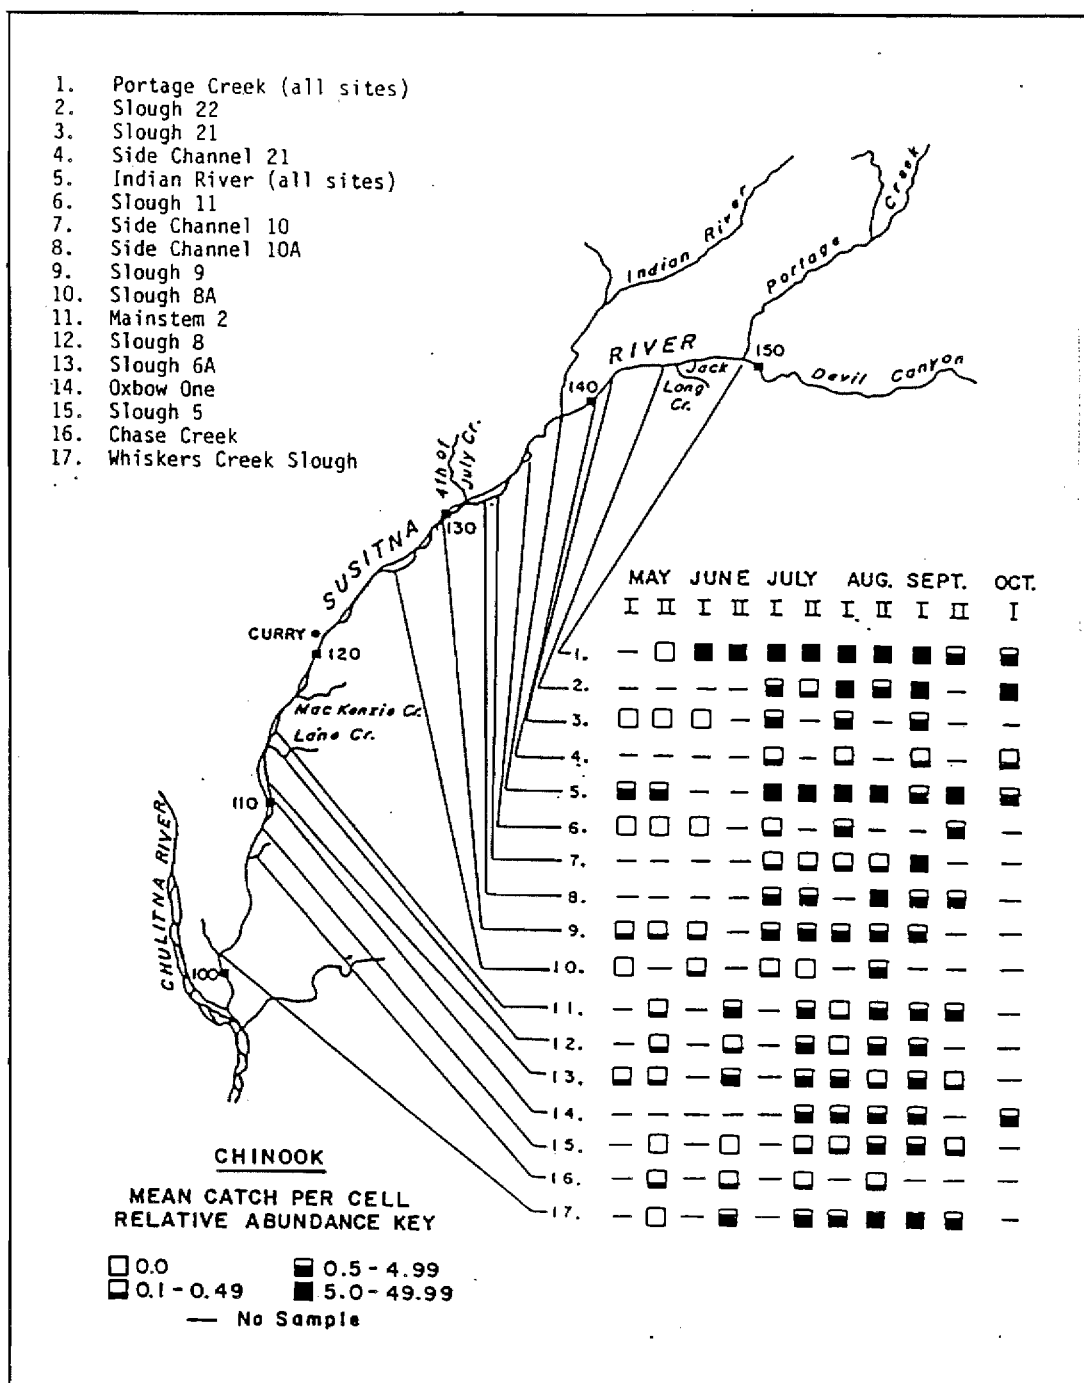 1. Portage Creek (all sites)
2. Slough 22
3. Slough 21
4. Side Channel 21
5. Indian River (all sites)
6. Slough 11
7. Side Channel 10
8. Side Channel 10A
9. Slough 9
10. Slough 8A
11. Mainstem 2
12. Slough 8
13. Slough 6A
14. Oxbow One
15. Slough 5
16. Chase Creek
17. Whiskers Creek Slough
Indian River
Portage Creek
RIVER
150
Jack
Long
Cr.
Devil Canyon
140
4th of
July Cr.
130
SUSITNA
CURRY
120
MacKenzie Cr.
Lane Cr.
110
CHULITNA RIVER
100
MAY JUNE JULY AUG. SEPT. OCT.
I II I II I II I II I II I
1. —
2. — — — — —
3. — — —
4. — — — — — — —
5. — —
6. — — — —
7. — — — — — —
8. — — — — — —
9. — — —
10. — — — — —
11. — — — —
12. — — — — —
13. — — —
14. — — — — — —
15. — — — —
16. — — — — — — —
17. — — — —
CHINOOK
MEAN CATCH PER CELL
RELATIVE ABUNDANCE KEY
0.0 0.5 - 4.99
0.1 - 0.49 5.0 - 49.99
— No Sample